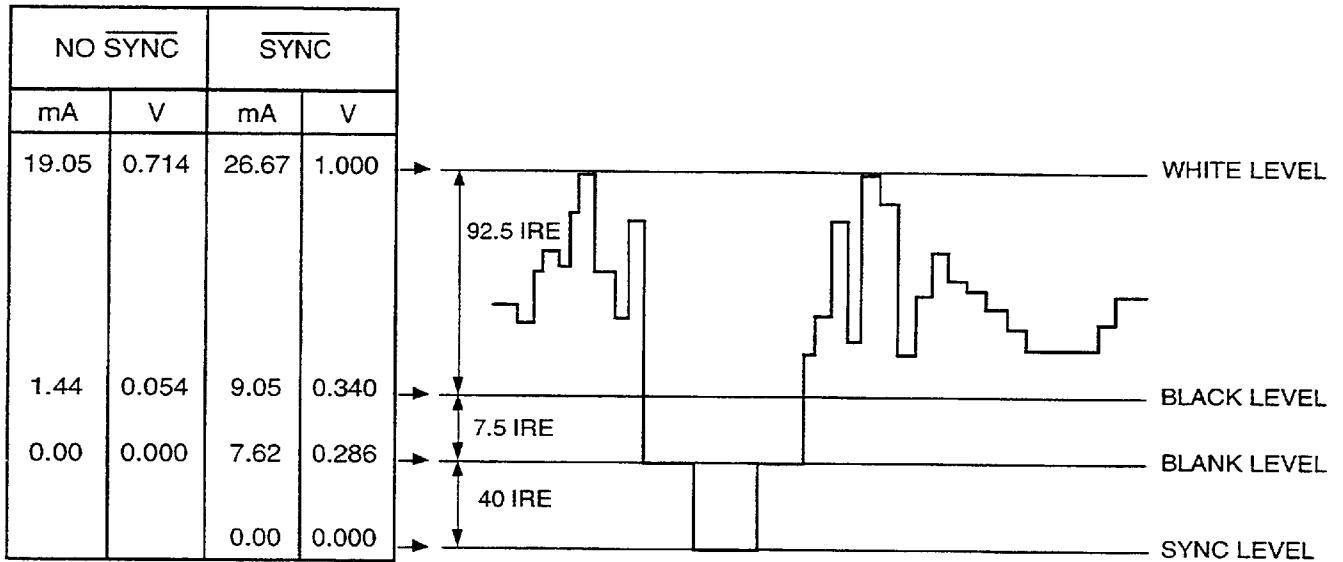 NO S̅Y̅N̅C̅ S̅Y̅N̅C̅
mA V mA V
19.05 0.714 26.67 1.000 WHITE LEVEL
92.5 IRE
1.44 0.054 9.05 0.340 BLACK LEVEL
7.5 IRE
0.00 0.000 7.62 0.286 BLANK LEVEL
40 IRE
0.00 0.000 SYNC LEVEL